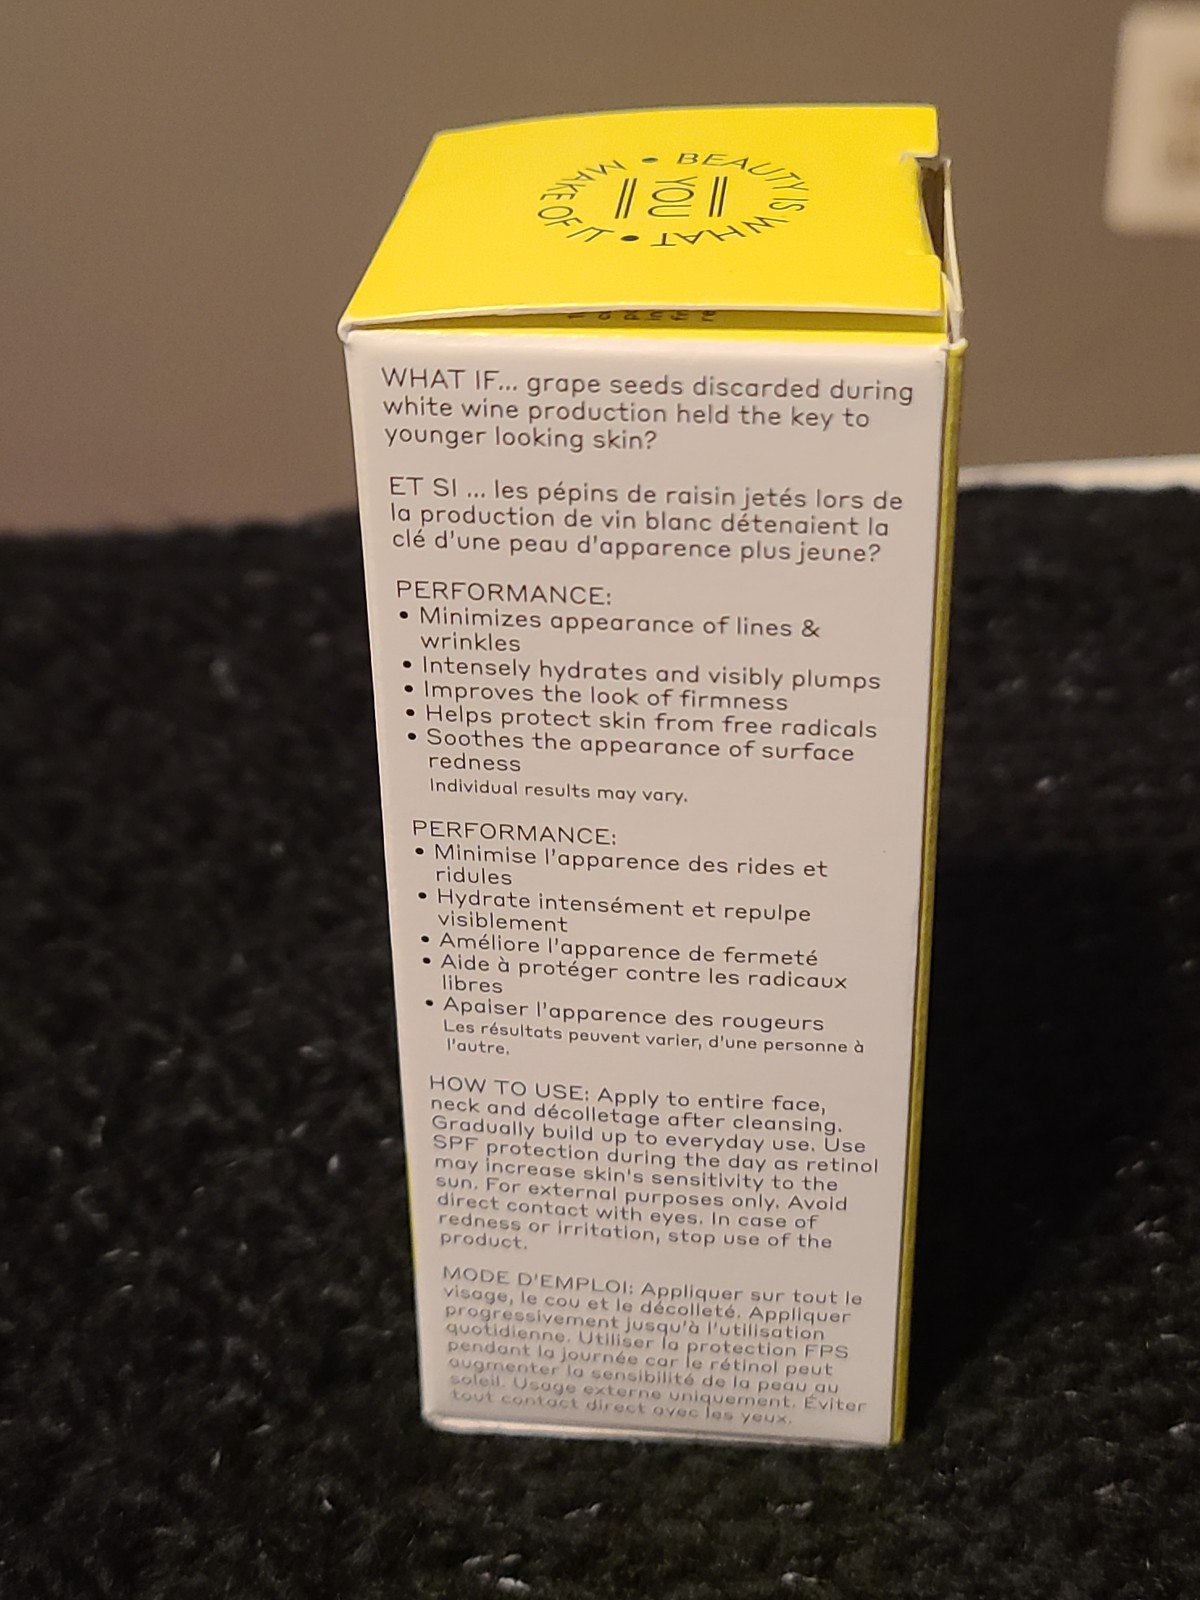 BEAUTY IS WHAT • MAKE OF IT •
|| YOU ||
WHAT IF... grape seeds discarded during
white wine production held the key to
younger looking skin?
ET SI ... les pépins de raisin jetés lors de
la production de vin blanc détenaient la
clé d'une peau d'apparence plus jeune?
PERFORMANCE:
• Minimizes appearance of lines &
wrinkles
• Intensely hydrates and visibly plumps
• Improves the look of firmness
• Helps protect skin from free radicals
• Soothes the appearance of surface
redness
Individual results may vary.
PERFORMANCE:
• Minimise l'apparence des rides et
ridules
• Hydrate intensément et repulpe
visiblement
• Améliore l'apparence de fermeté
• Aide à protéger contre les radicaux
libres
• Apaiser l'apparence des rougeurs
Les résultats peuvent varier, d'une personne à
l'autre.
HOW TO USE: Apply to entire face,
neck and décolletage after cleansing.
Gradually build up to everyday use. Use
SPF protection during the day as retinol
may increase skin's sensitivity to the
sun. For external purposes only. Avoid
direct contact with eyes. In case of
redness or irritation, stop use of the
product.
MODE D'EMPLOI: Appliquer sur tout le
visage, le cou et le décolleté. Appliquer
progressivement jusqu'à l'utilisation
quotidienne. Utiliser la protection FPS
pendant la journée car le rétinol peut
augmenter la sensibilité de la peau au
soleil. Usage externe uniquement. Éviter
tout contact direct avec les yeux.